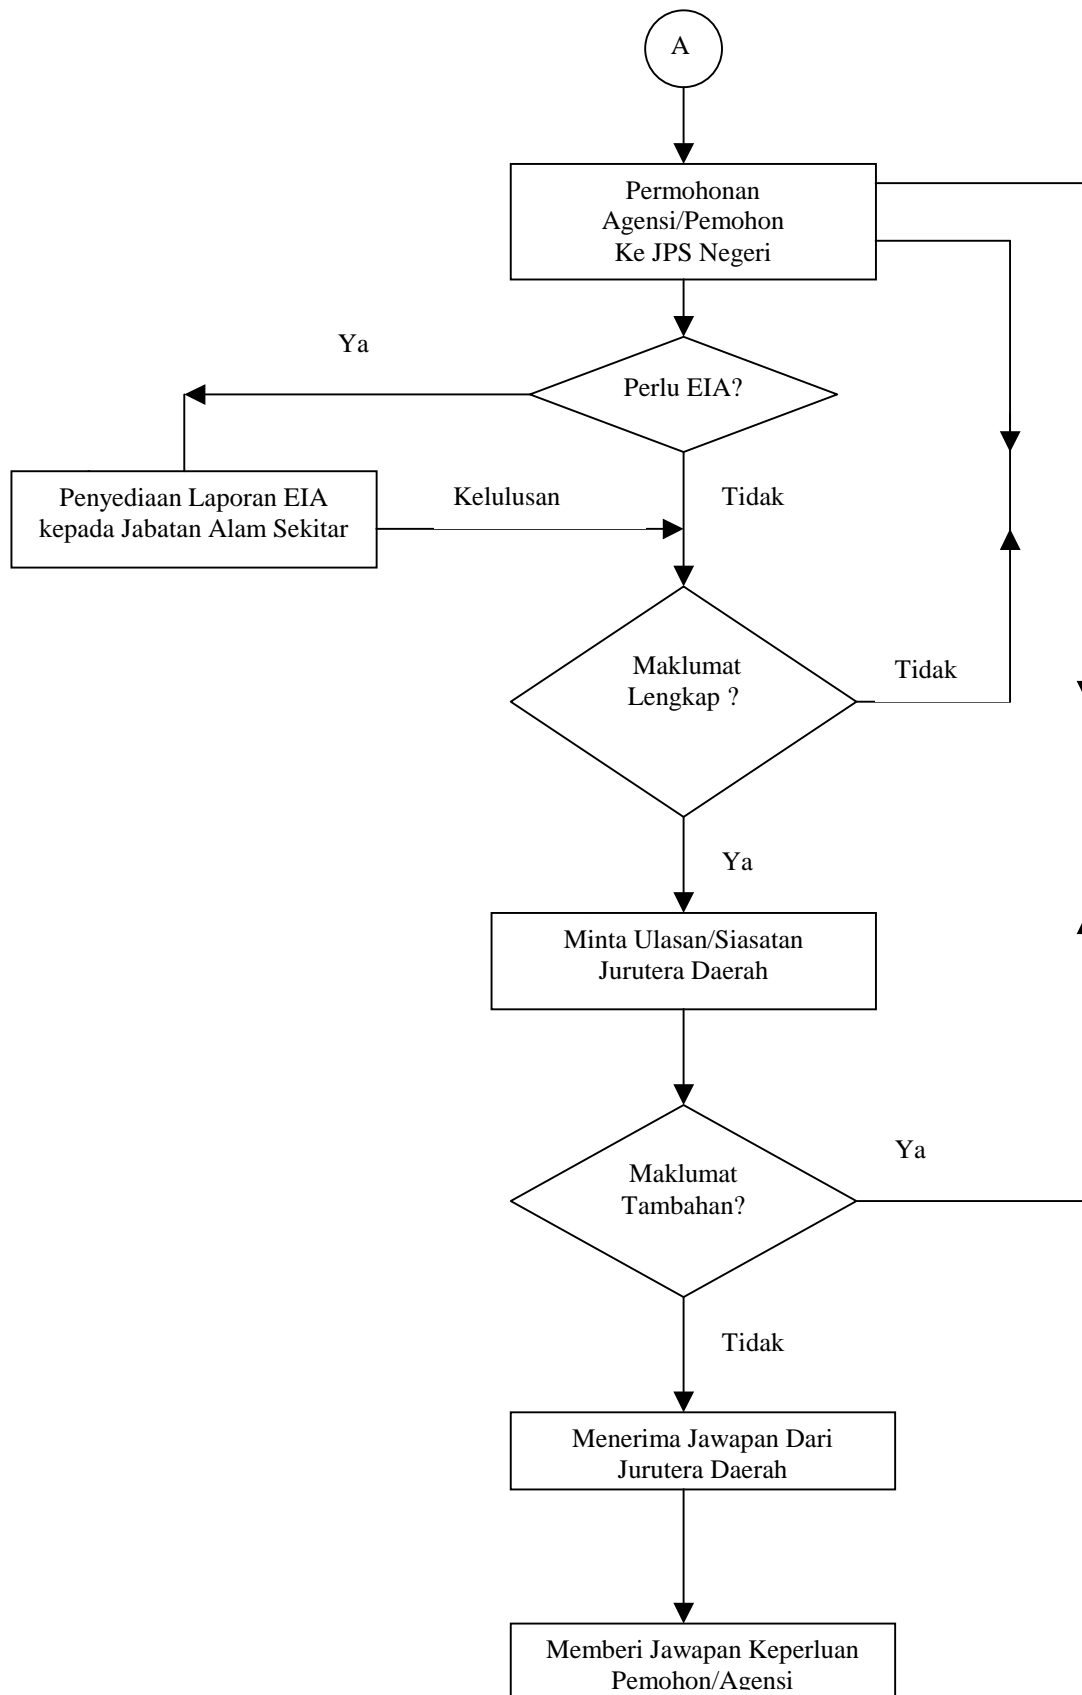 A
Permohonan
Agensi/Pemohon
Ke JPS Negeri
Ya
Perlu EIA?
Penyediaan Laporan EIA
kepada Jabatan Alam Sekitar
Kelulusan
Tidak
Maklumat
Lengkap ?
Tidak
Ya
Minta Ulasan/Siasatan
Jurutera Daerah
Maklumat
Tambahan?
Ya
Tidak
Menerima Jawapan Dari
Jurutera Daerah
Memberi Jawapan Keperluan
Pemohon/Agensi